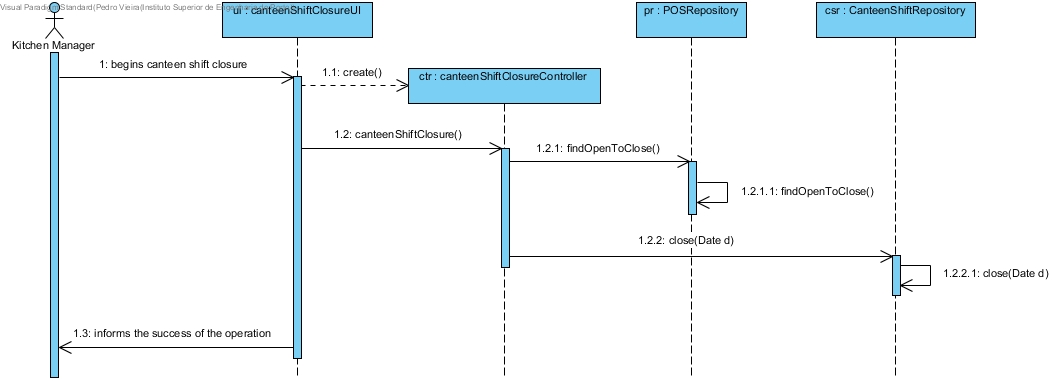 Visual Paradigm Standard(Pedro Vieira(Instituto Superior de Engenharia
ui : canteenShiftClosureUI
pr : POSRepository
csr : CanteenShiftRepository
Kitchen Manager
1: begins canteen shift closure
1.1: create()
ctr : canteenShiftClosureController
1.2: canteenShiftClosure()
1.2.1: findOpenToClose()
1.2.1.1: findOpenToClose()
1.2.2: close(Date d)
1.2.2.1: close(Date d)
1.3: informs the success of the operation